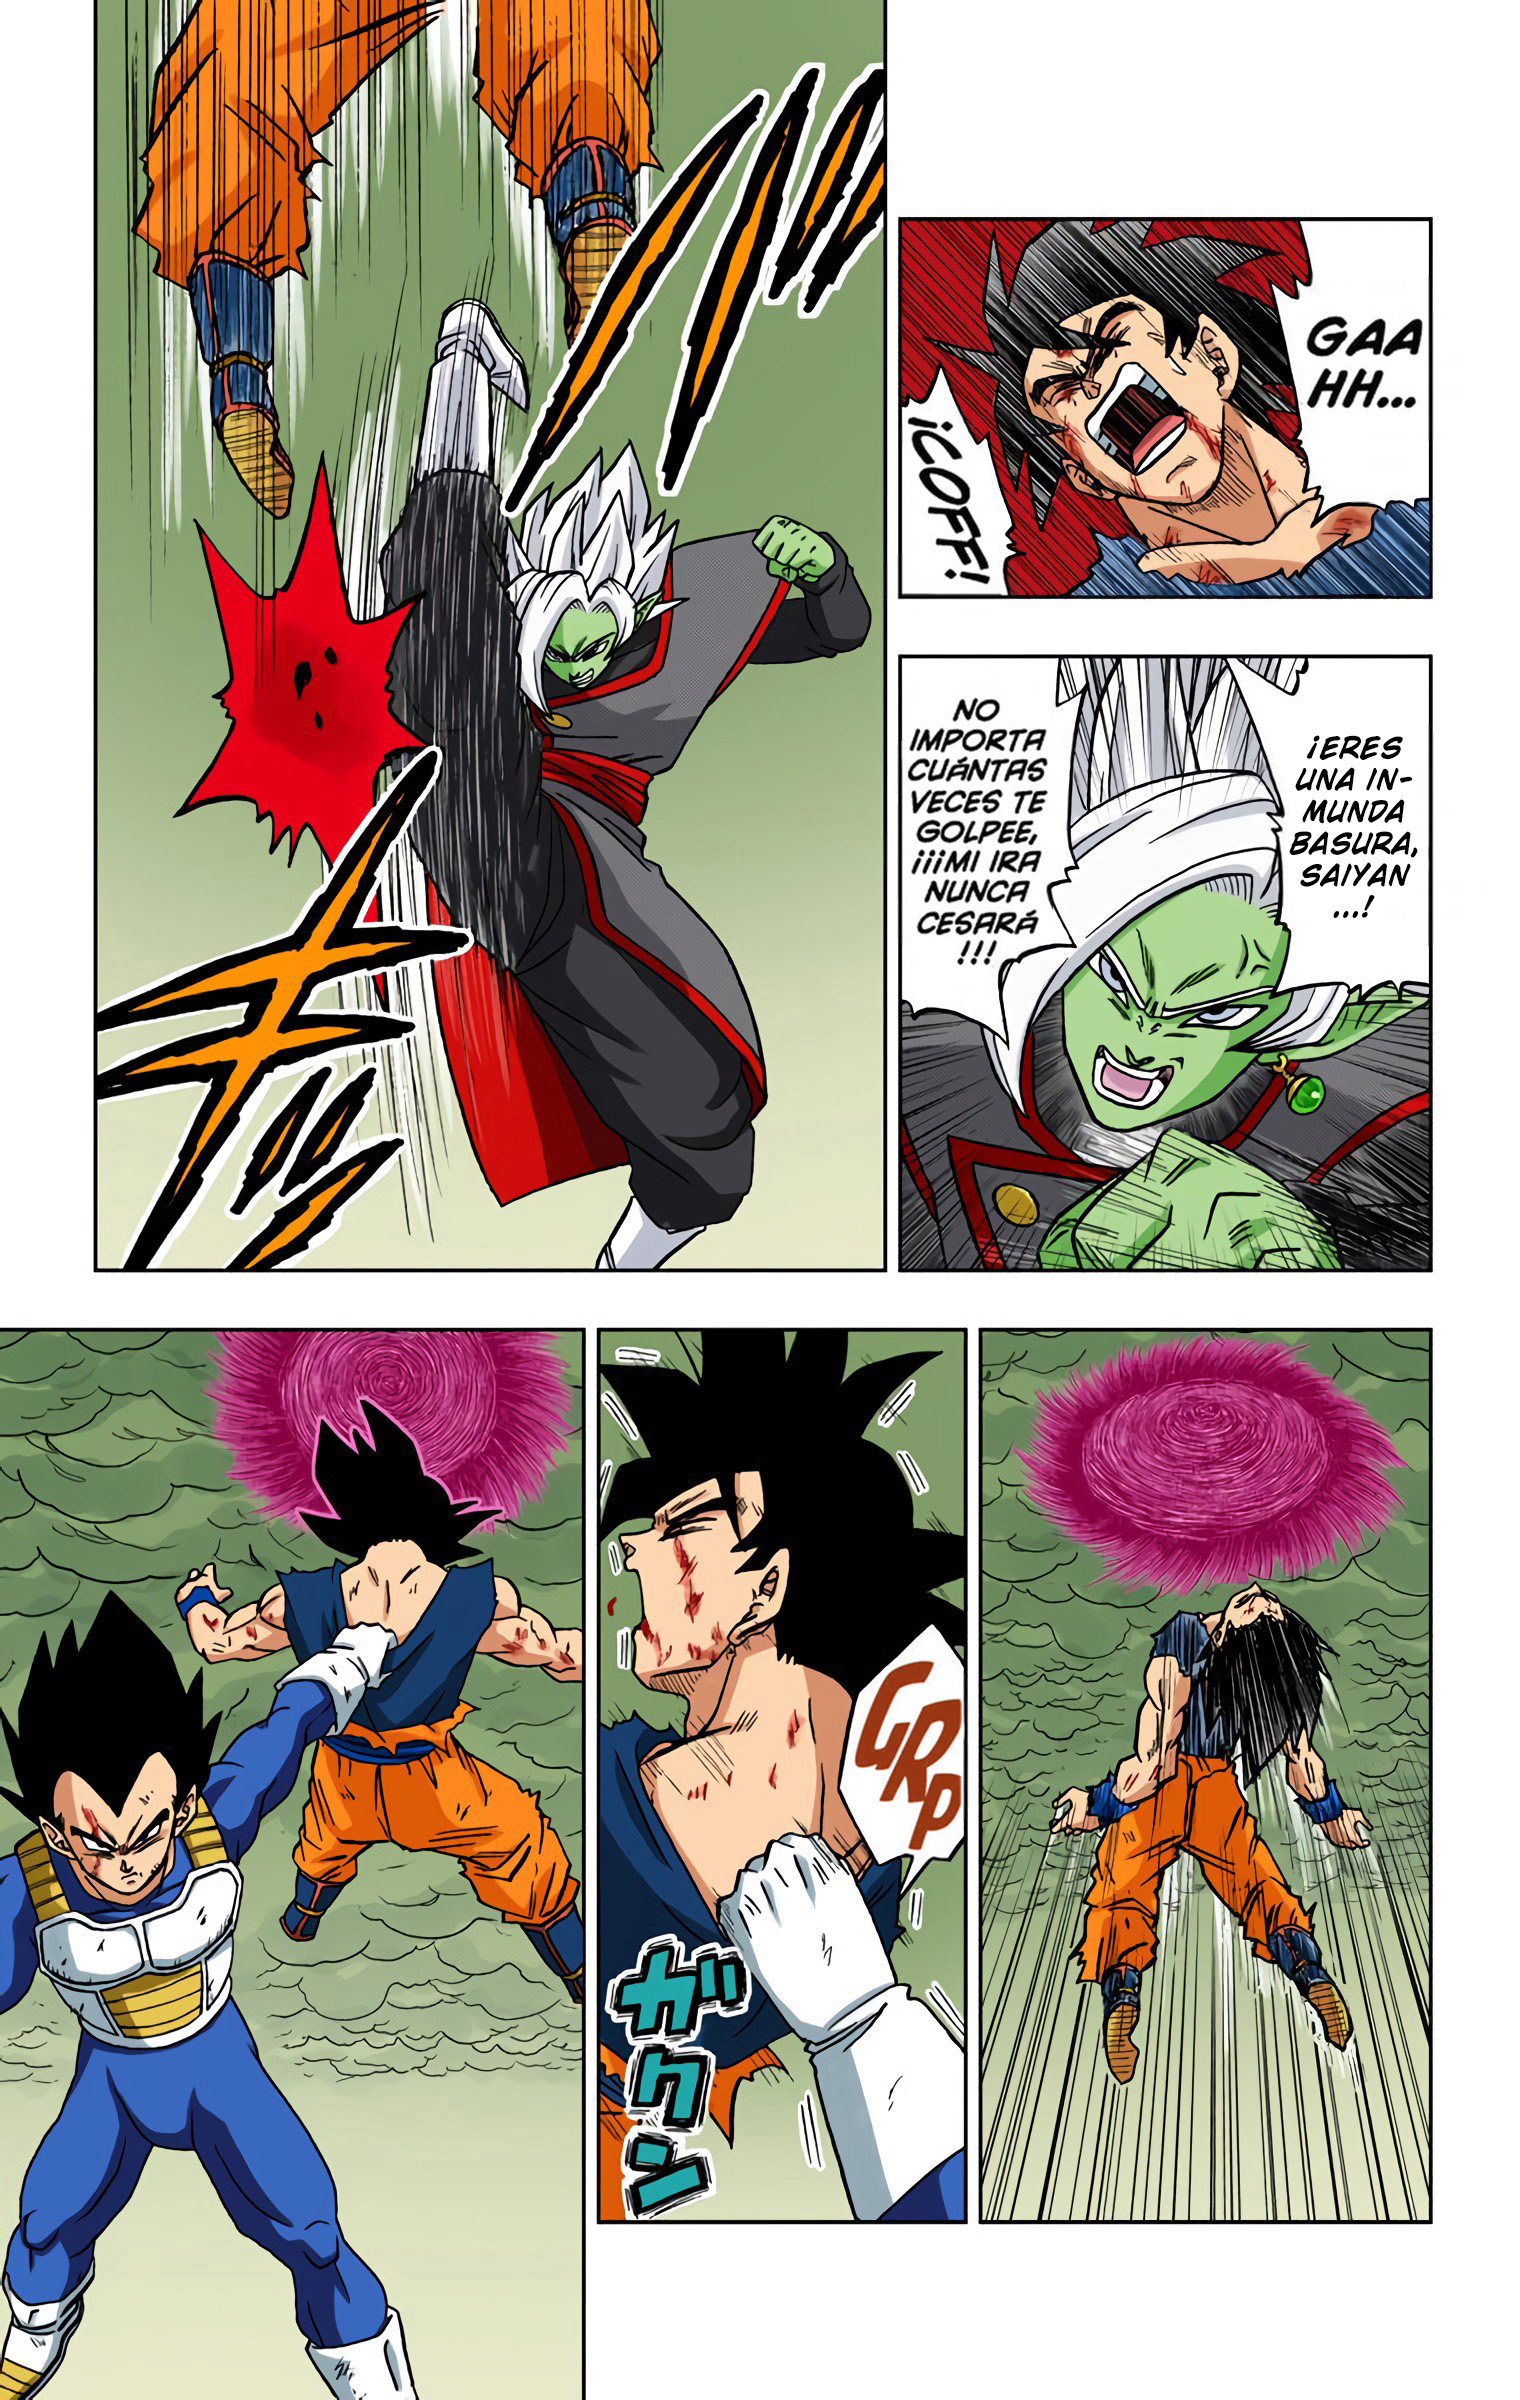 GAA
HH...
¡COFF!
¡ERES
UNA IN-
MUNDA
BASURA,
SAIYAN
...!
NO
IMPORTA
CUÁNTAS
VECES TE
GOLPEE,
¡¡¡MI IRA
NUNCA
CESARÁ
!!!
GRP
ガクン